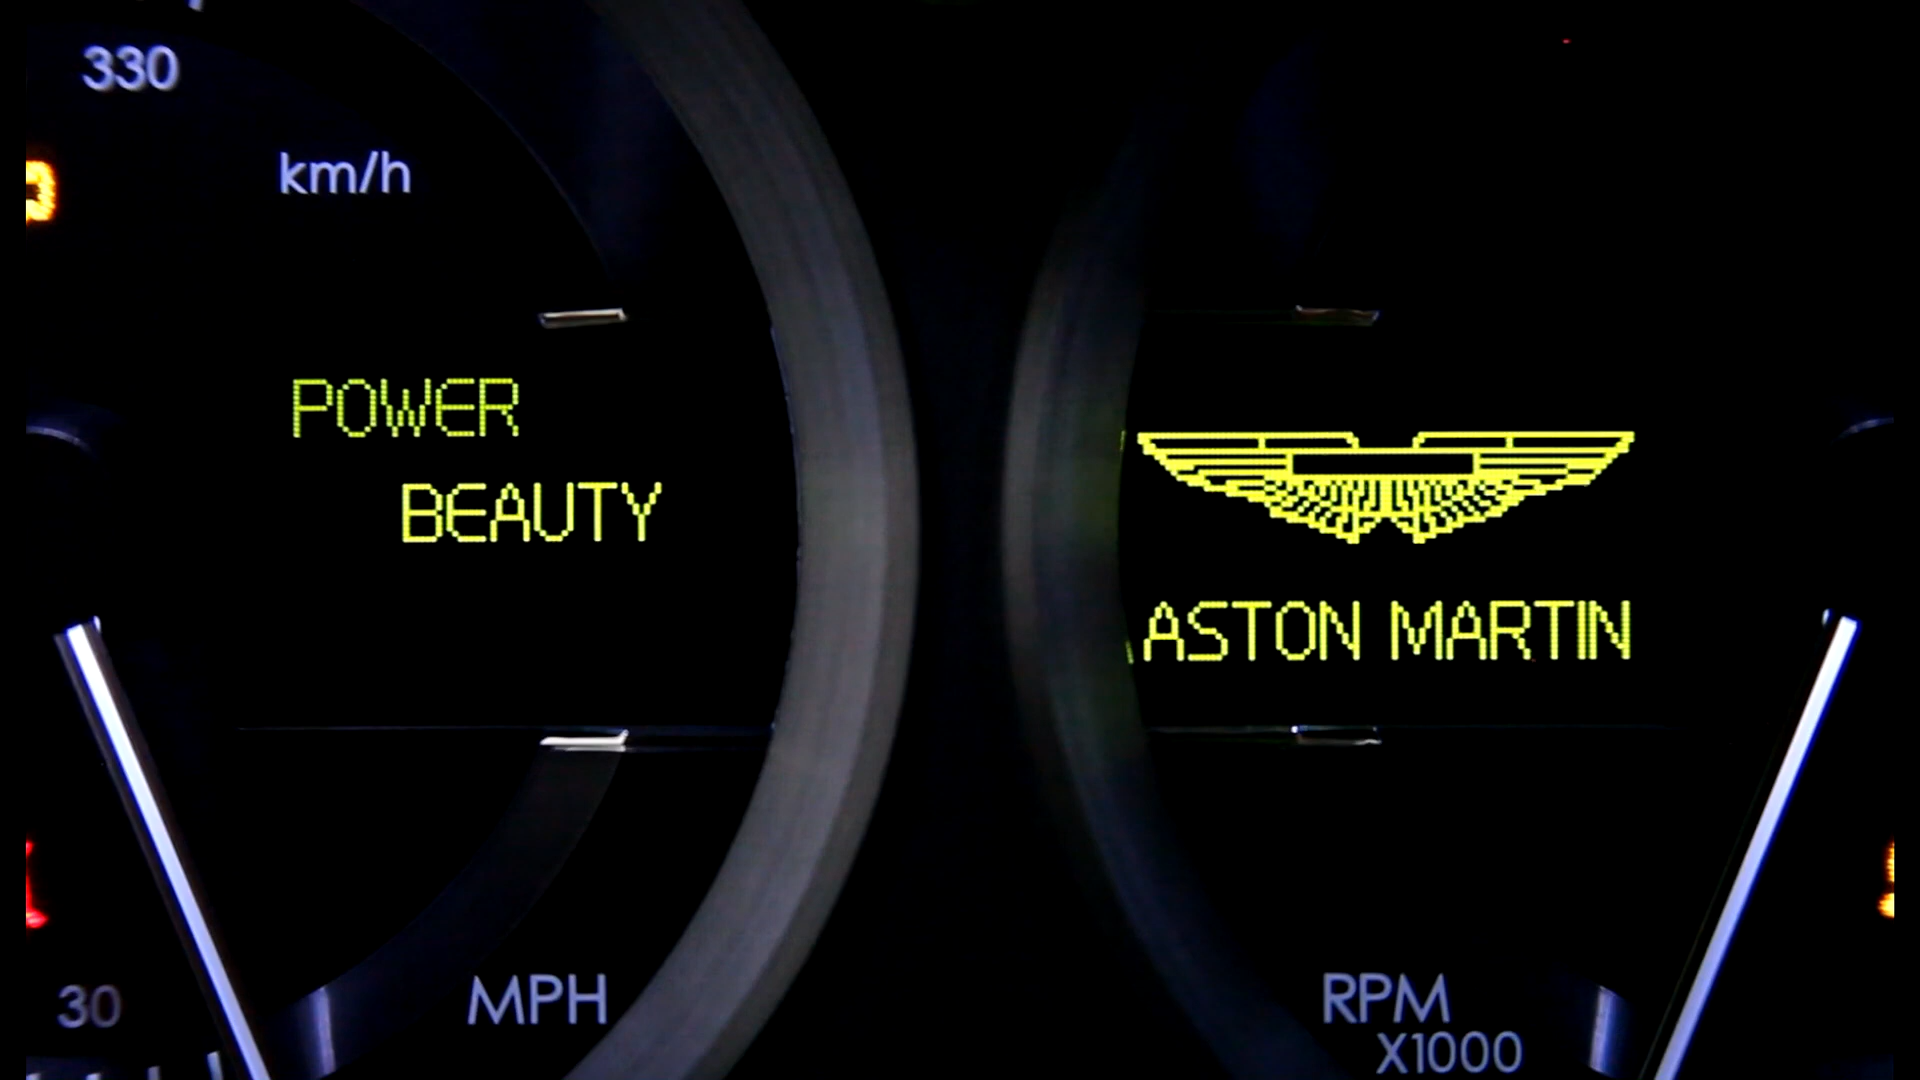 330
km/h
POWER
BEAUTY
ASTON MARTIN
30
MPH
RPM
X1000